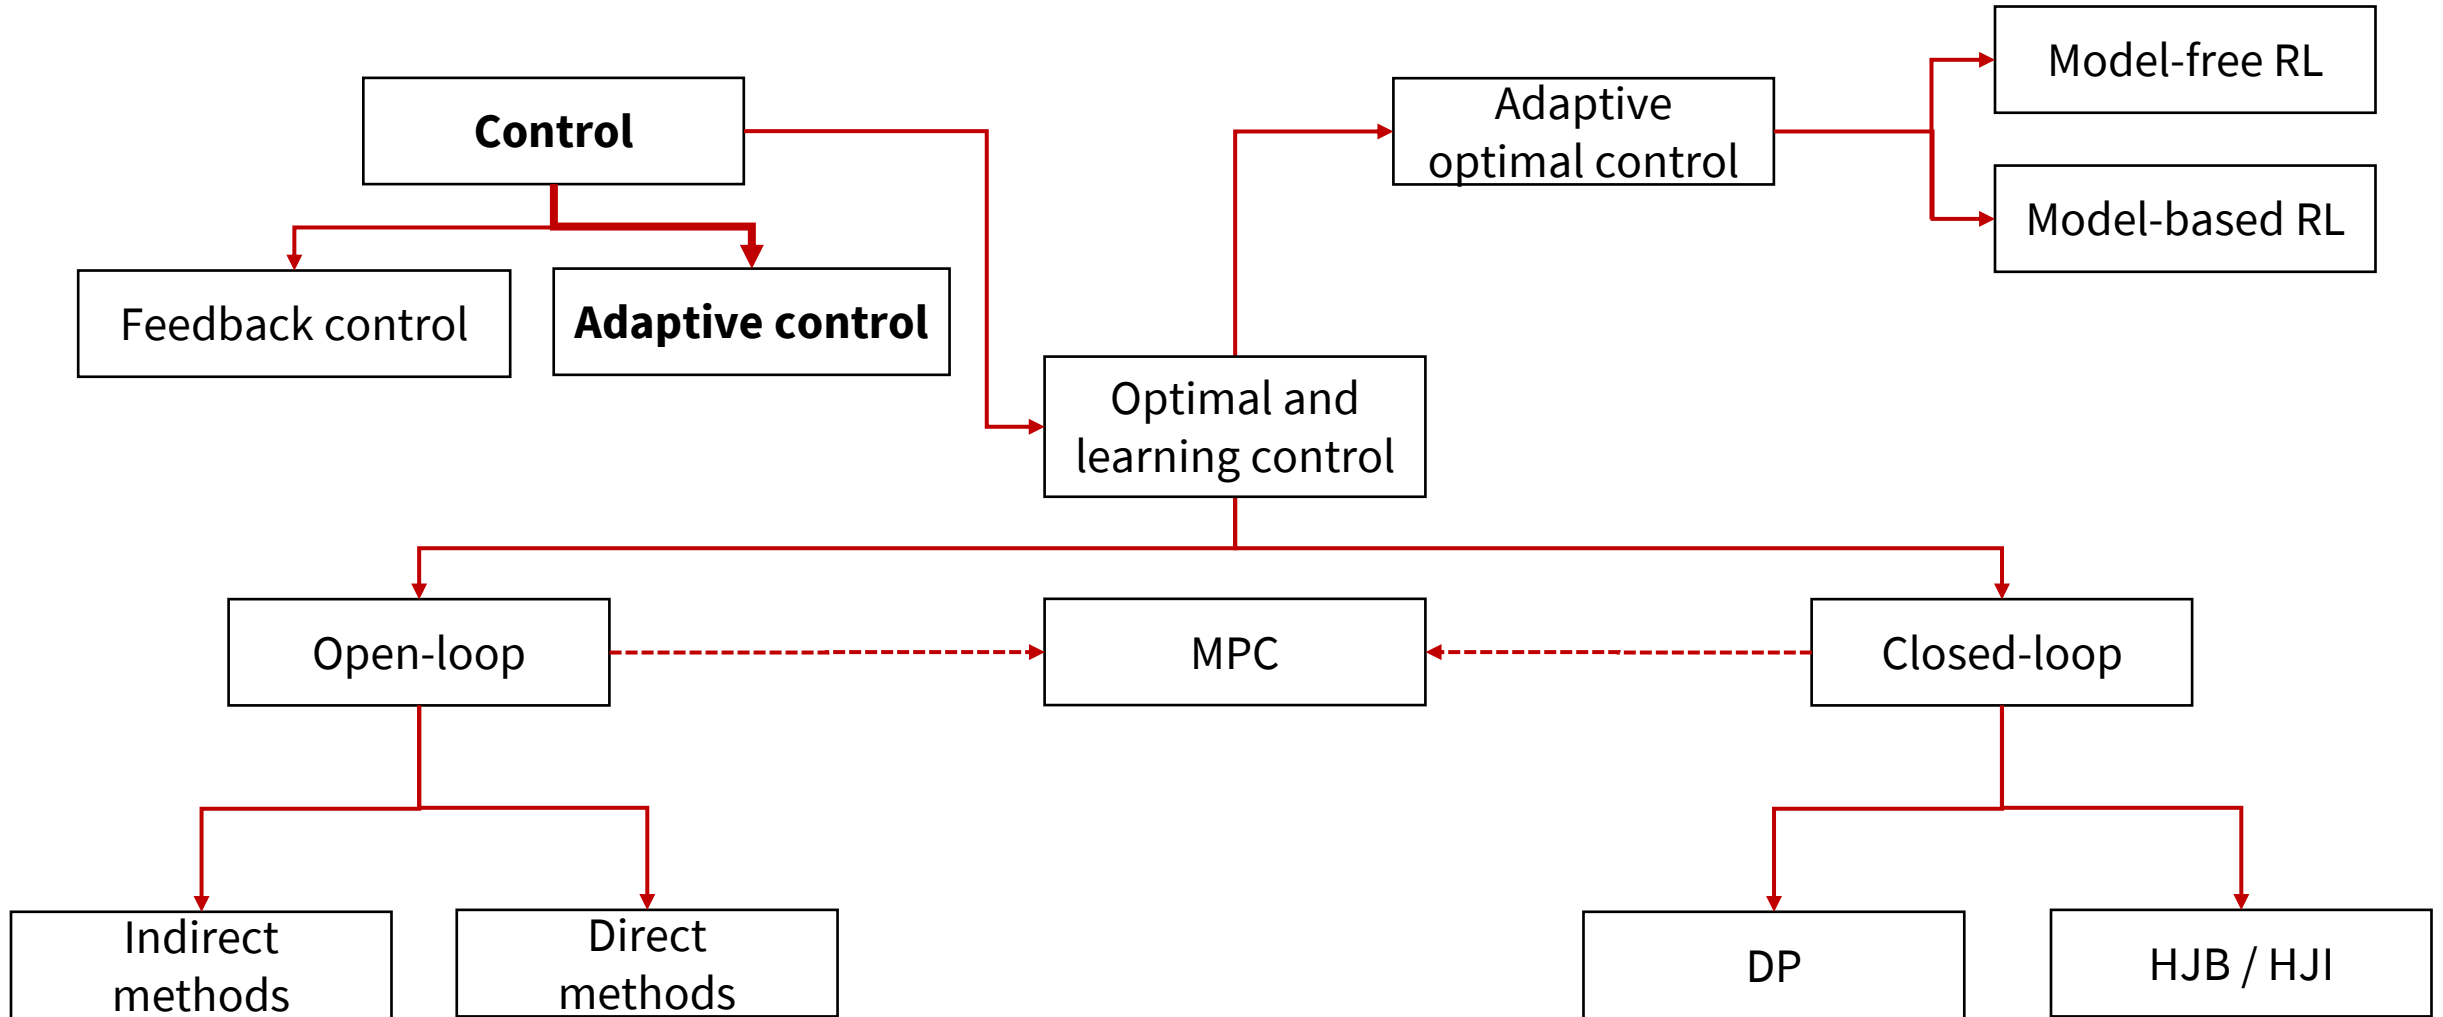 Model-free RL
Control
Adaptive
optimal control
Model-based RL
Feedback control
Adaptive control
Optimal and
learning control
Open-loop
MPC
Closed-loop
Indirect
methods
Direct
methods
DP
HJB / HJI